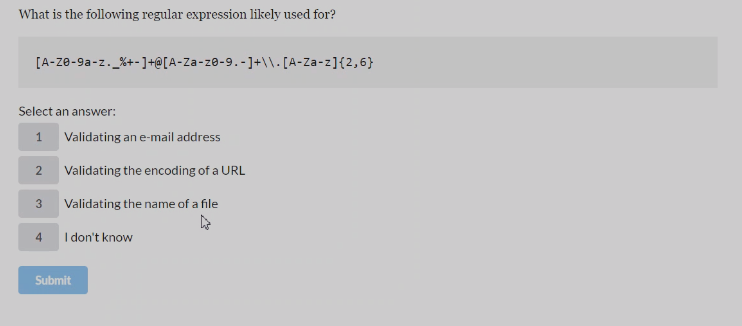 What is the following regular expression likely used for?
[A-Z0-9a-z._%+-]+@[A-Za-z0-9.-]+\\.[A-Za-z]{2,6}
Select an answer:
1 Validating an e-mail address
2 Validating the encoding of a URL
3 Validating the name of a file
4 I don't know
Submit